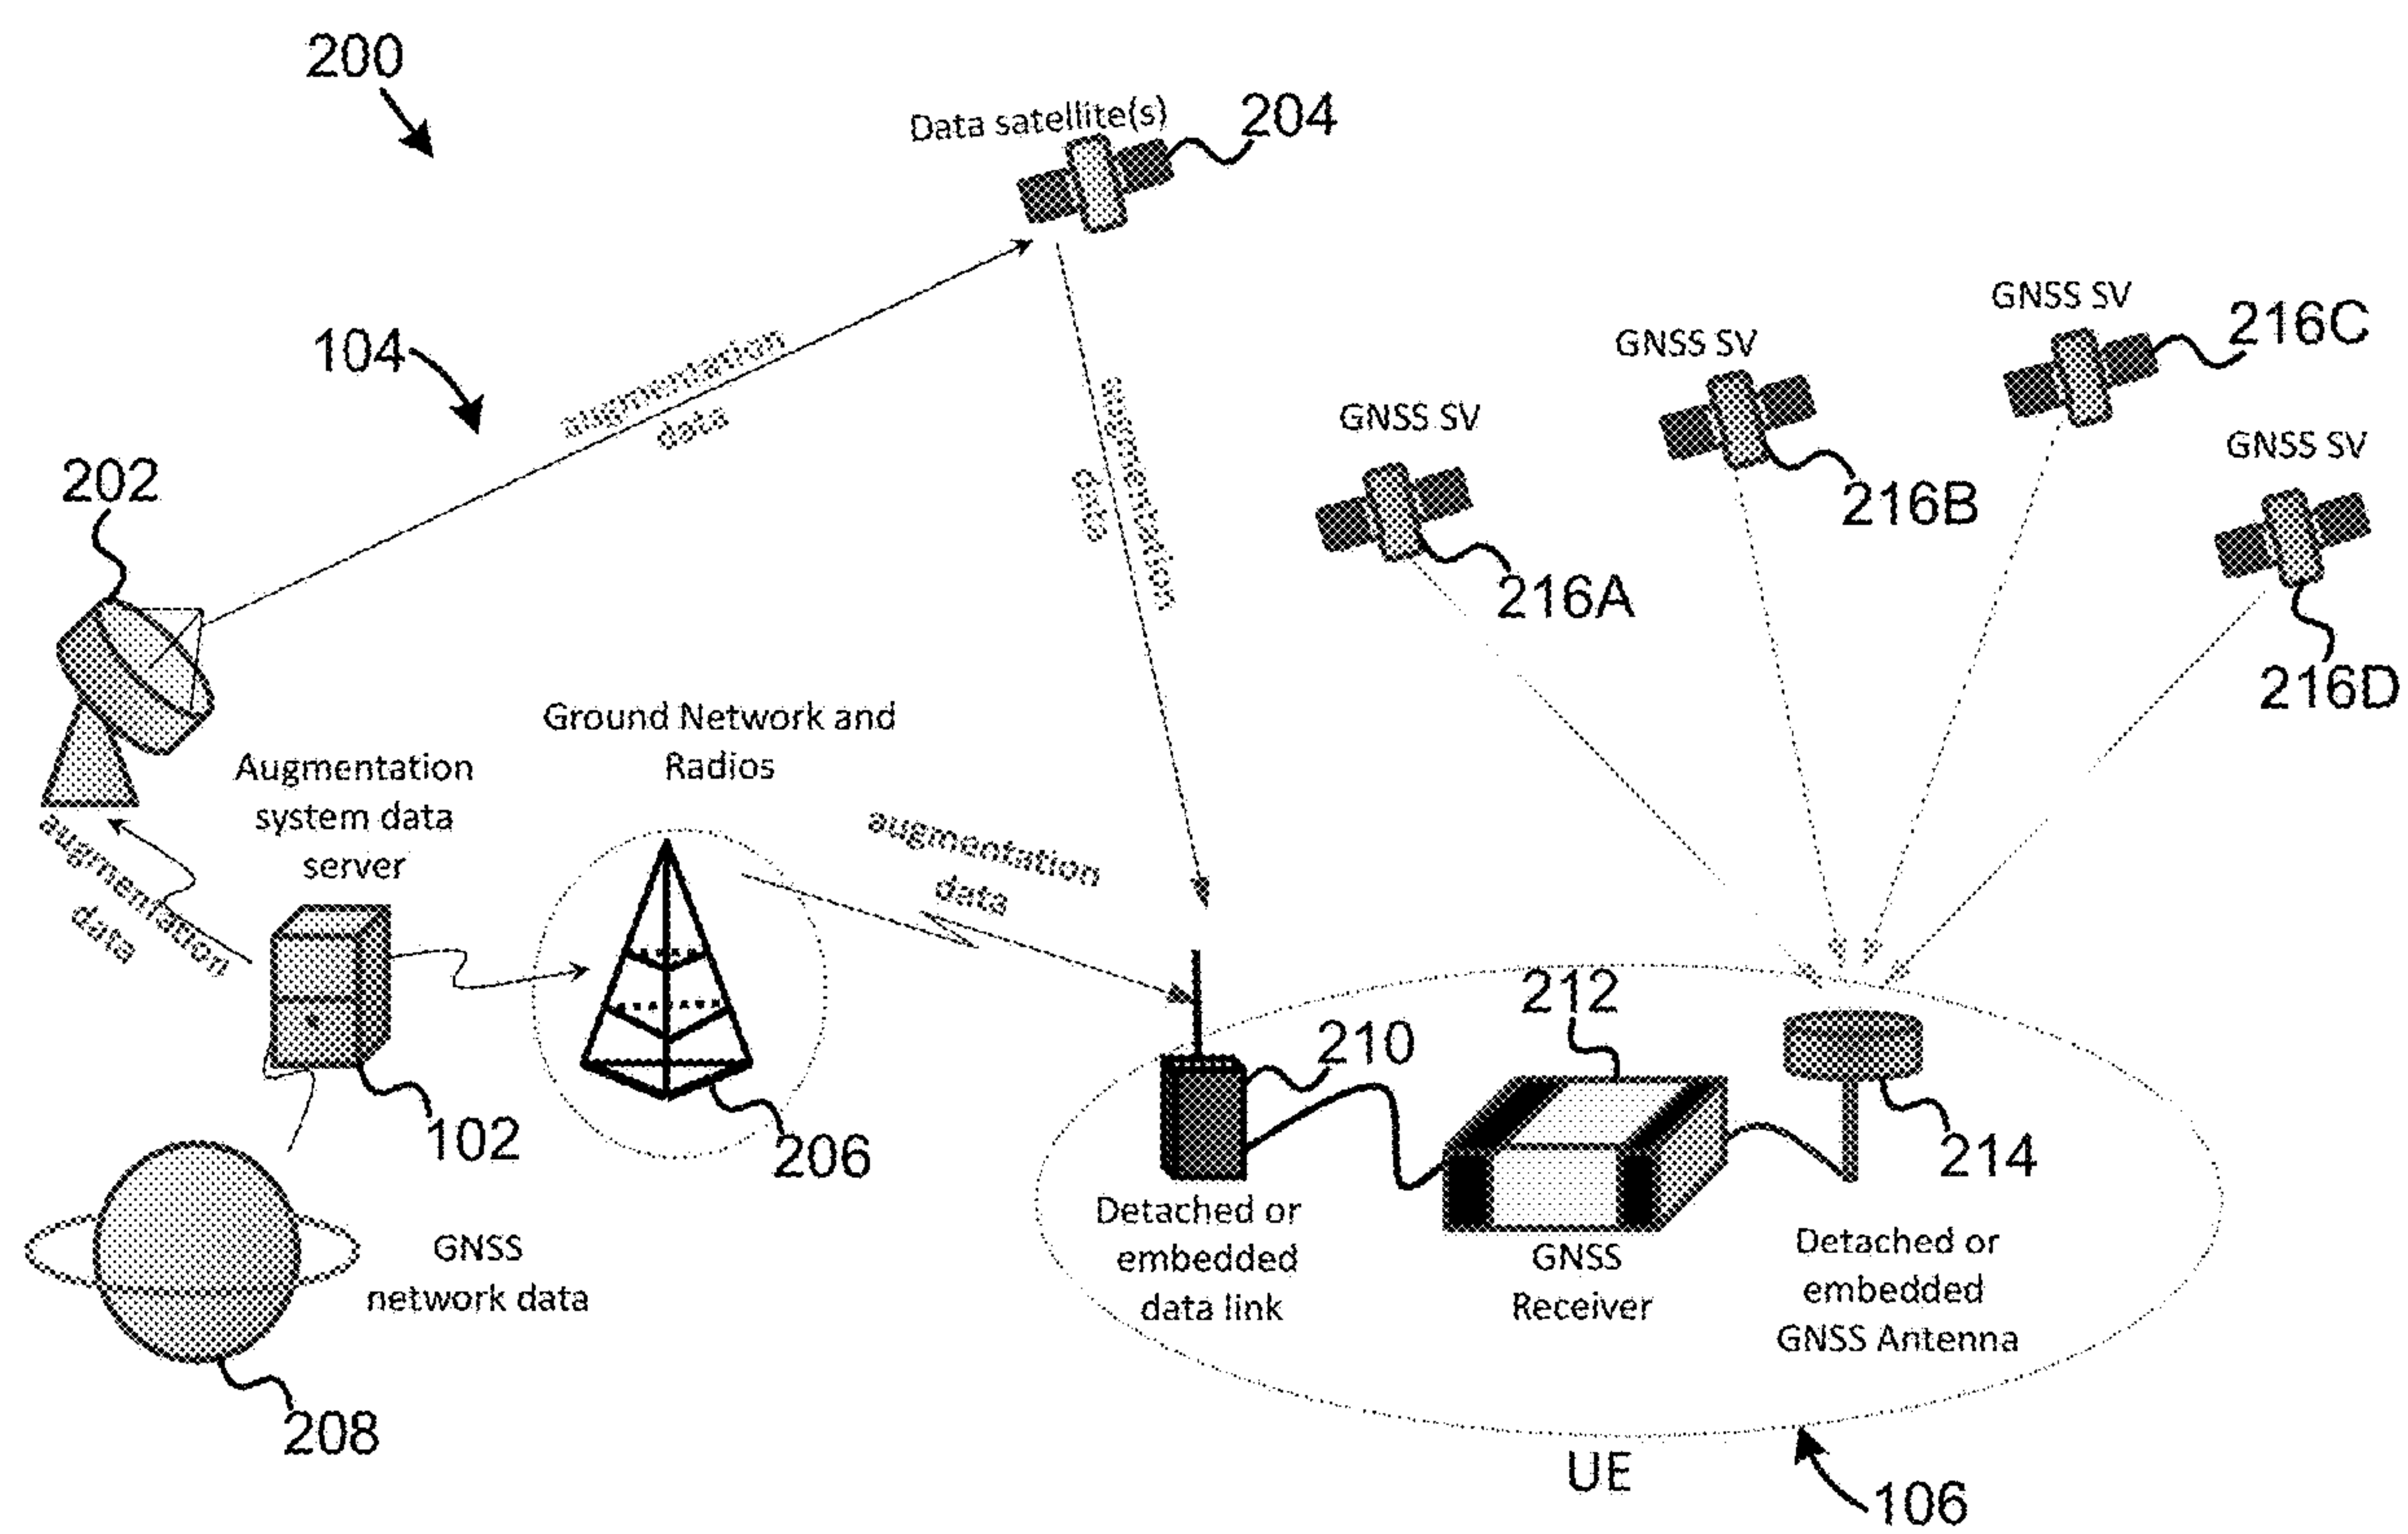 200
Data satellite(s)
204
104
augmentation
data
augmentation
data
GNSS SV
216C
GNSS SV
216B
GNSS SV
216A
GNSS SV
216D
202
augmentation
data
Augmentation
system data
server
102
Ground Network and
Radios
206
augmentation
data
GNSS
network data
208
210
212
214
Detached or
embedded
data link
GNSS
Receiver
Detached or
embedded
GNSS Antenna
UE
106